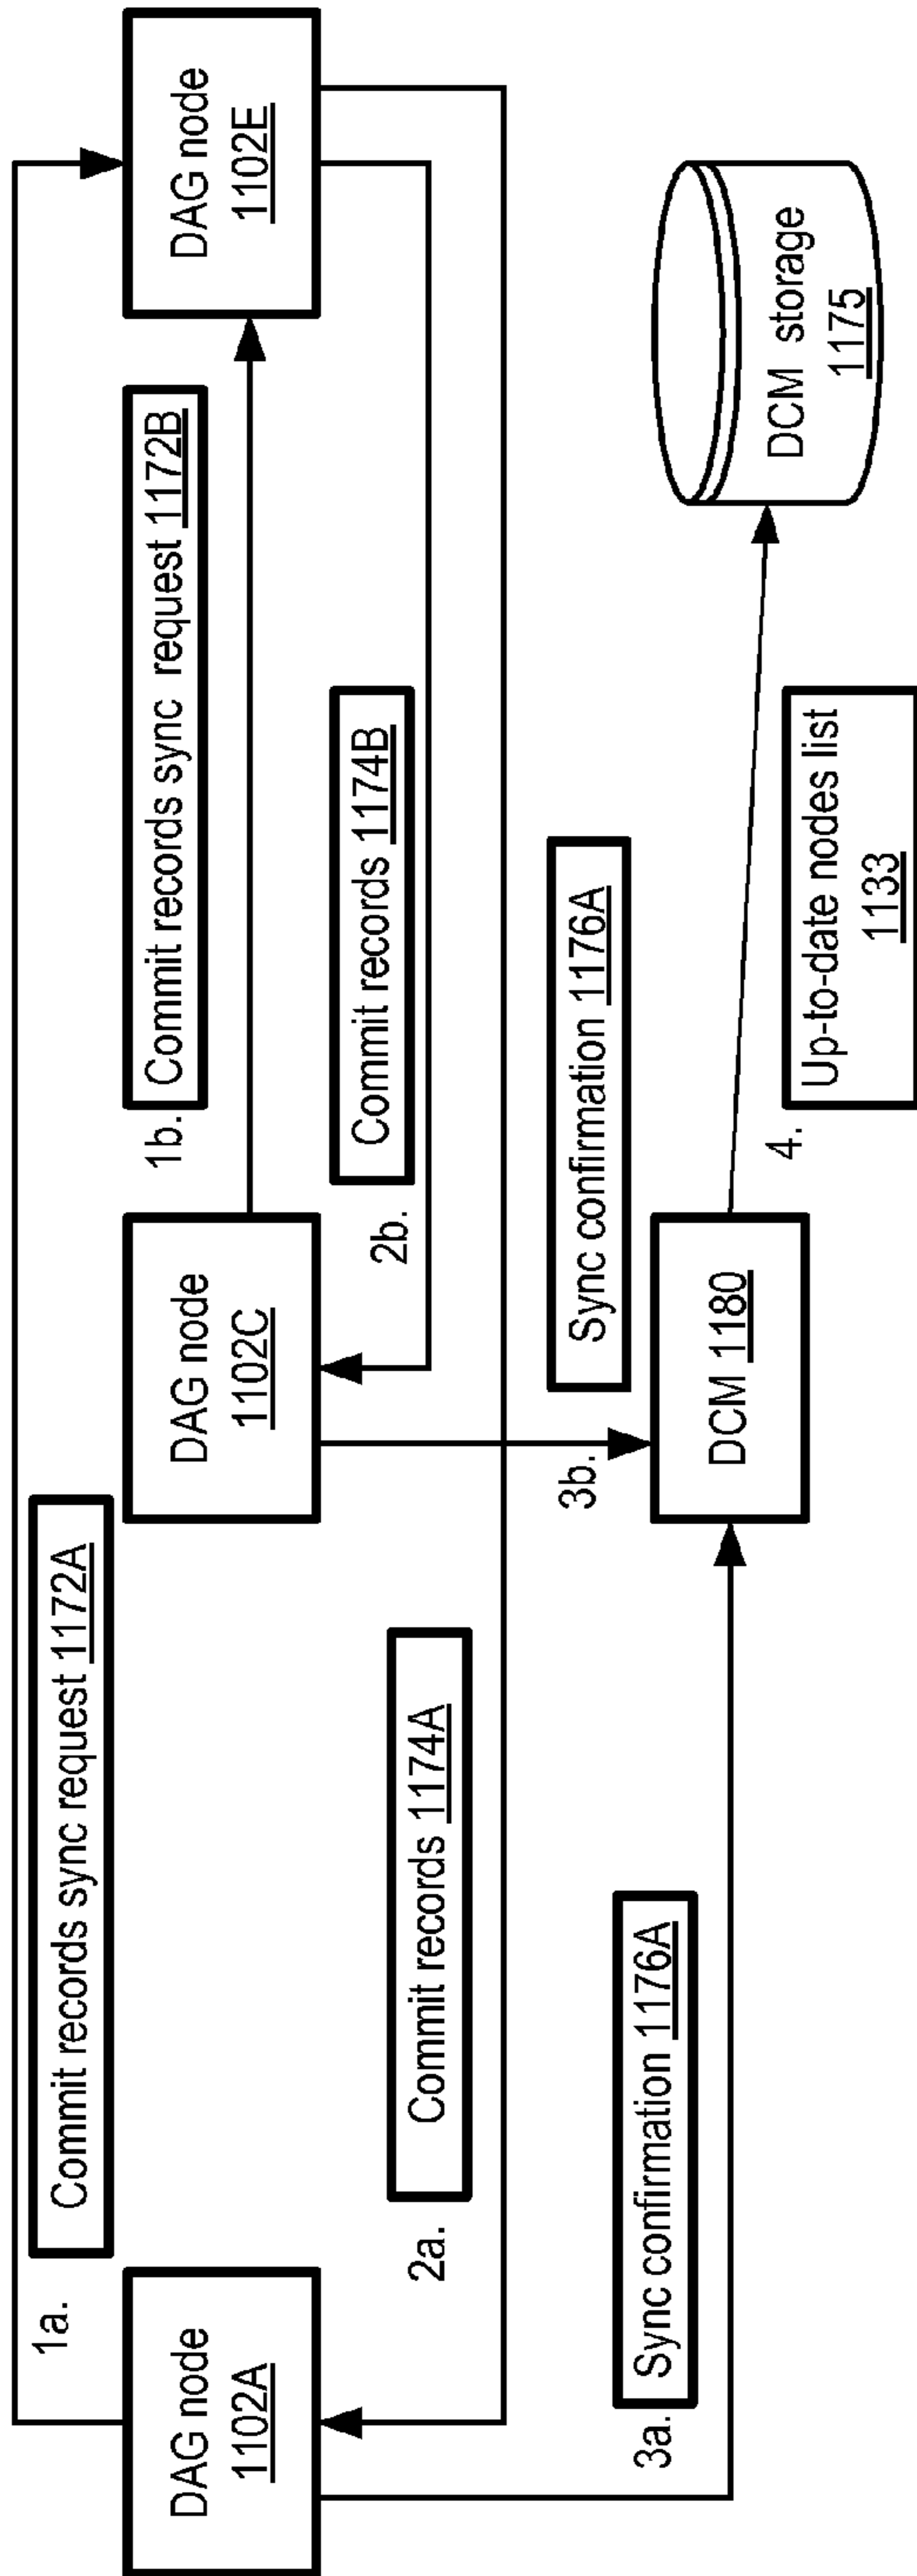 1a.
Commit records sync request 1172A
DAG node
1102A
DAG node
1102C
1b.
Commit records sync request 1172B
DAG node
1102E
2a.
Commit records 1174A
2b.
Commit records 1174B
3a.
Sync confirmation 1176A
3b.
Sync confirmation 1176A
DCM 1180
4.
Up-to-date nodes list
1133
DCM storage
1175